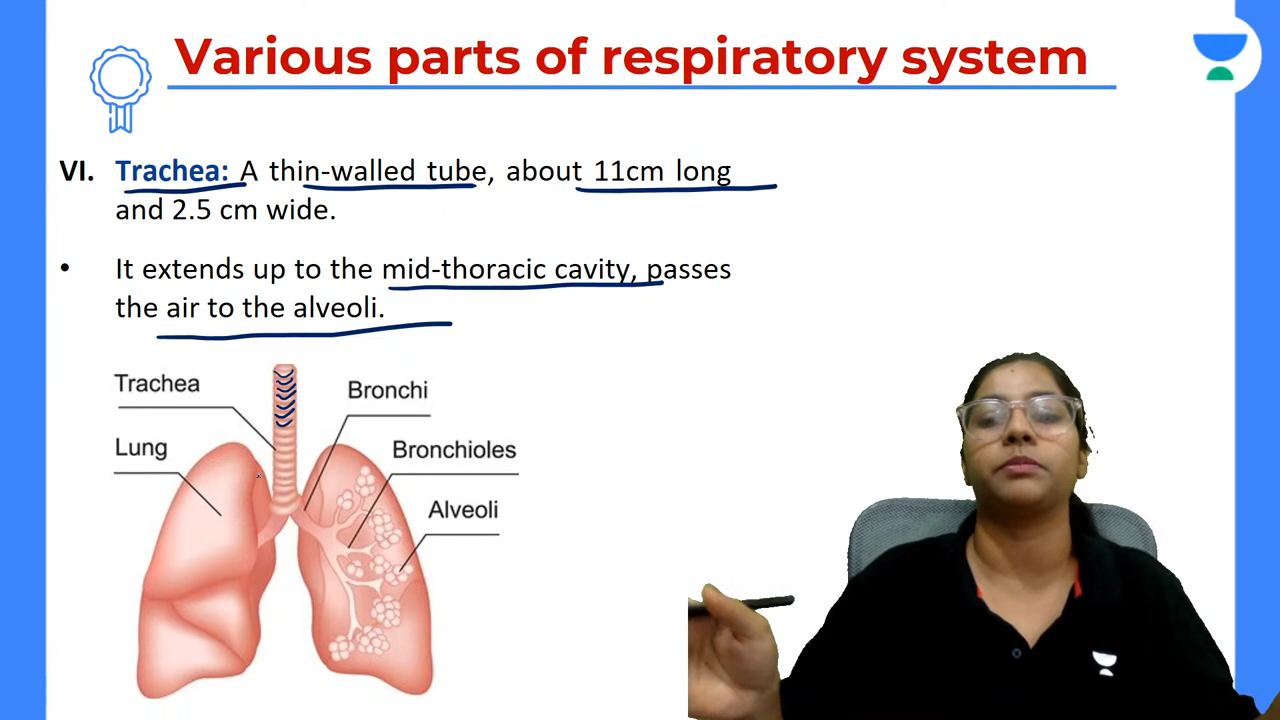 Various parts of respiratory system
VI. Trachea: A thin-walled tube, about 11cm long
and 2.5 cm wide.
• It extends up to the mid-thoracic cavity, passes
the air to the alveoli.
Trachea
Bronchi
Lung
Bronchioles
Alveoli